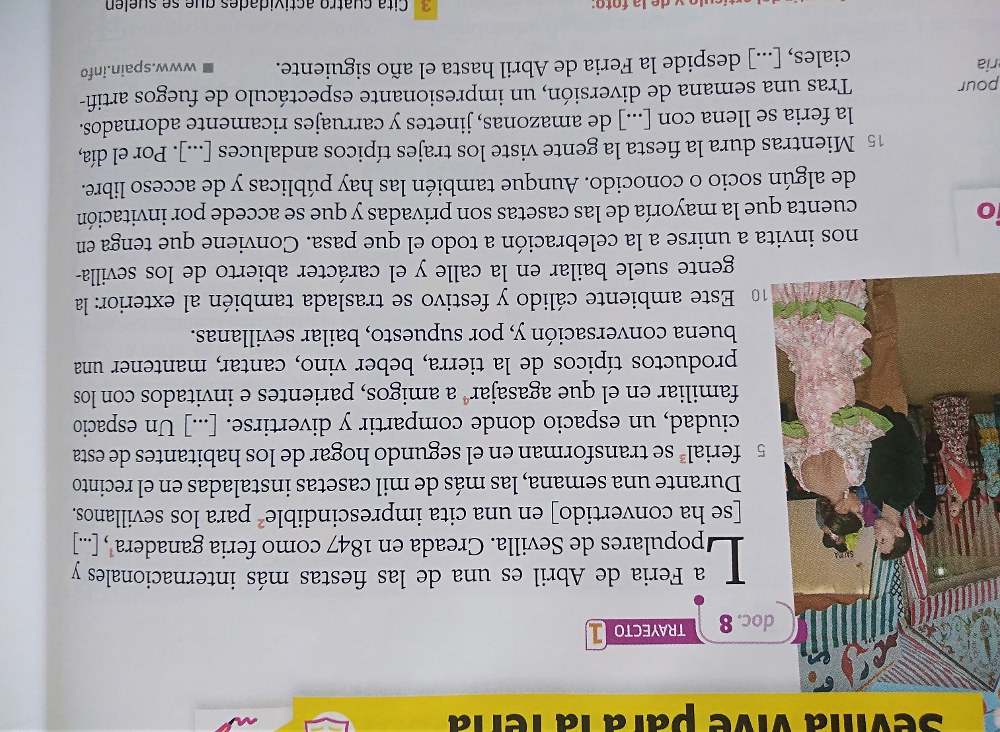 Sevilla vive para la feria
doc. 8
TRAYECTO 1
La Feria de Abril es una de las fiestas más internacionales y
populares de Sevilla. Creada en 1847 como feria ganadera¹, [...]
[se ha convertido] en una cita imprescindible² para los sevillanos.
Durante una semana, las más de mil casetas instaladas en el recinto
5 ferial³ se transforman en el segundo hogar de los habitantes de esta
ciudad, un espacio donde compartir y divertirse. [...] Un espacio
familiar en el que agasajar⁴ a amigos, parientes e invitados con los
productos típicos de la tierra, beber vino, cantar, mantener una
buena conversación y, por supuesto, bailar sevillanas.
10 Este ambiente cálido y festivo se traslada también al exterior: la
gente suele bailar en la calle y el carácter abierto de los sevilla-
nos invita a unirse a la celebración a todo el que pasa. Conviene que tenga en
cuenta que la mayoría de las casetas son privadas y que se accede por invitación
de algún socio o conocido. Aunque también las hay públicas y de acceso libre.
15 Mientras dura la fiesta la gente viste los trajes típicos andaluces [...]. Por el día,
la feria se llena con [...] de amazonas, jinetes y carruajes ricamente adornados.
Tras una semana de diversión, un impresionante espectáculo de fuegos artifi-
ciales, [...] despide la Feria de Abril hasta el año siguiente.
■ www.spain.info
pour
artículo y de la foto:
3 Cita cuatro actividades que se suelen